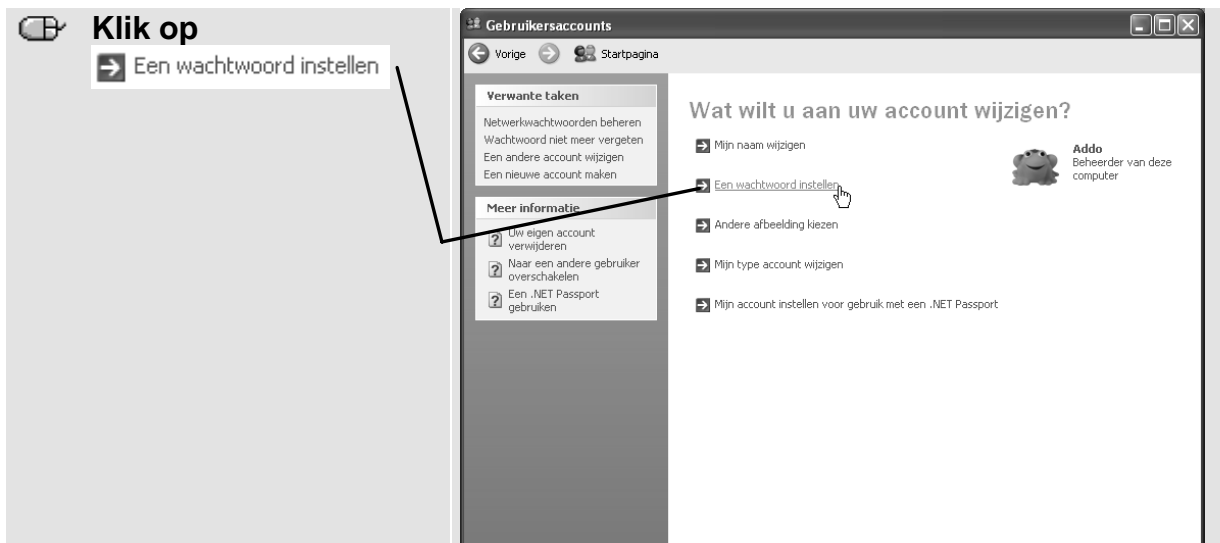 Klik op
Een wachtwoord instellen
Gebruikersaccounts
Vorige
Startpagina
Verwante taken
Netwerkwachtwoorden beheren
Wachtwoord niet meer vergeten
Een andere account wijzigen
Een nieuwe account maken
Meer informatie
Uw eigen account
verwijderen
Naar een andere gebruiker
overschakelen
Een .NET Passport
gebruiken
Wat wilt u aan uw account wijzigen?
Mijn naam wijzigen
Een wachtwoord instellen
Andere afbeelding kiezen
Mijn type account wijzigen
Mijn account instellen voor gebruik met een .NET Passport
Addo
Beheerder van deze
computer